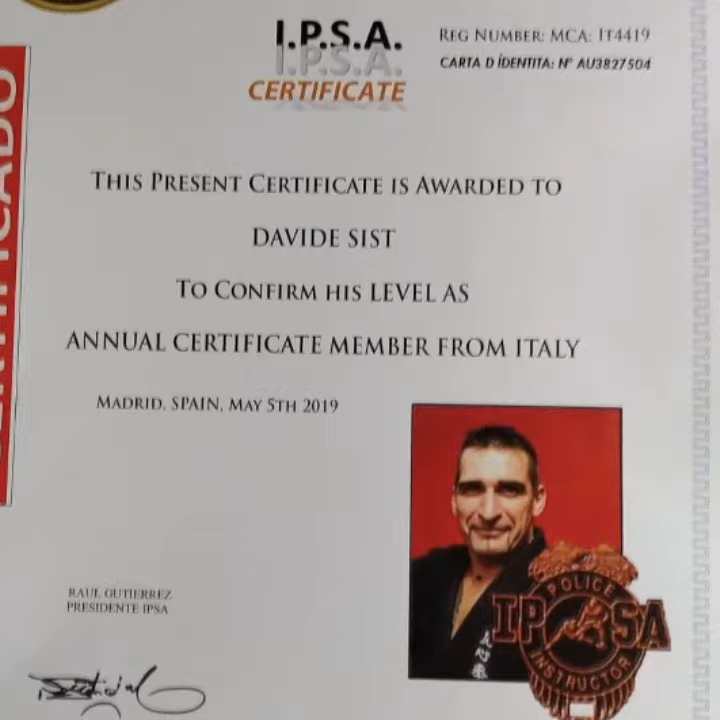 CERTIFICADO
I.P.S.A.
CERTIFICATE
REG NUMBER: MCA: IT4419
CARTA D ÍDENTITA: Nº AU3827504
THIS PRESENT CERTIFICATE IS AWARDED TO
DAVIDE SIST
TO CONFIRM HIS LEVEL AS
ANNUAL CERTIFICATE MEMBER FROM ITALY
MADRID, SPAIN, MAY 5TH 2019
RAUL GUTIERREZ
PRESIDENTE IPSA
POLICE
IPSA
INSTRUCTOR